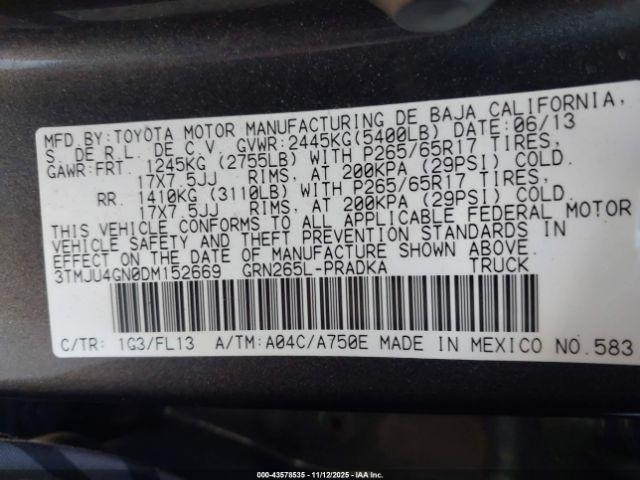 MFD.BY:TOYOTA MOTOR MANUFACTURING DE BAJA CALIFORNIA,
S. DE R.L. DE C.V. GVWR:2445KG(5400LB) DATE:06/13
GAWR:FRT. 1245KG (2755LB) WITH P265/65R17 TIRES,
17X7.5JJ RIMS, AT 200KPA (29PSI) COLD.
RR. 1410KG (3110LB) WITH P265/65R17 TIRES,
17X7.5JJ RIMS, AT 200KPA (29PSI) COLD.
THIS VEHICLE CONFORMS TO ALL APPLICABLE FEDERAL MOTOR
VEHICLE SAFETY AND THEFT PREVENTION STANDARDS IN
EFFECT ON THE DATE OF MANUFACTURE SHOWN ABOVE.
3TMJU4GN0DM152669 GRN265L-PRADKA TRUCK
C/TR: 1G3/FL13 A/TM:A04C/A750E MADE IN MEXICO NO.583
000-43578535 - 11/12/2025 - IAA Inc.